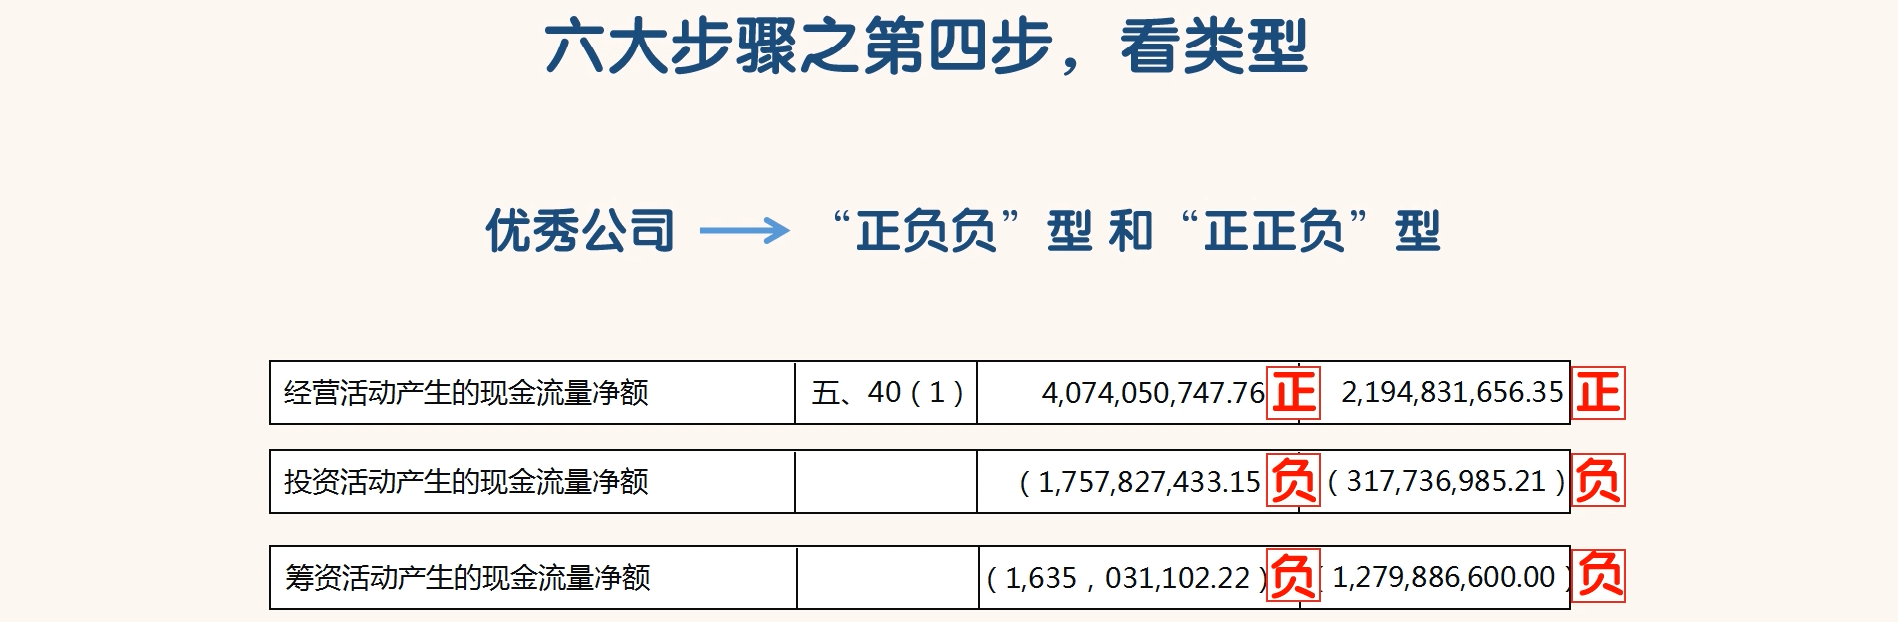 六大步骤之第四步，看类型
优秀公司 “正负负” 型 和 “正正负” 型
经营活动产生的现金流量净额 五、40（1） 4,074,050,747.76 正 2,194,831,656.35 正
投资活动产生的现金流量净额 （1,757,827,433.15 负 （317,736,985.21） 负
筹资活动产生的现金流量净额 （1,635，031,102.22） 负 （1,279,886,600.00） 负